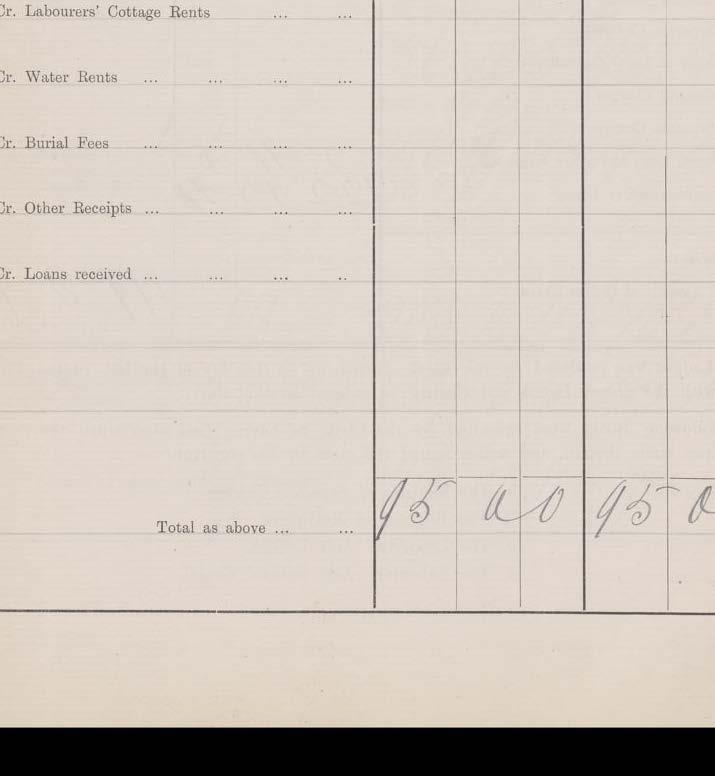 Cr. Labourers' Cottage Rents ... ...
Cr. Water Rents ... ... ... ...
Cr. Burial Fees ... ... ... ...
Cr. Other Receipts ... ... ... ...
Cr. Loans received ... ... ... ..
Total as above ... ... 95 0 0 95 0